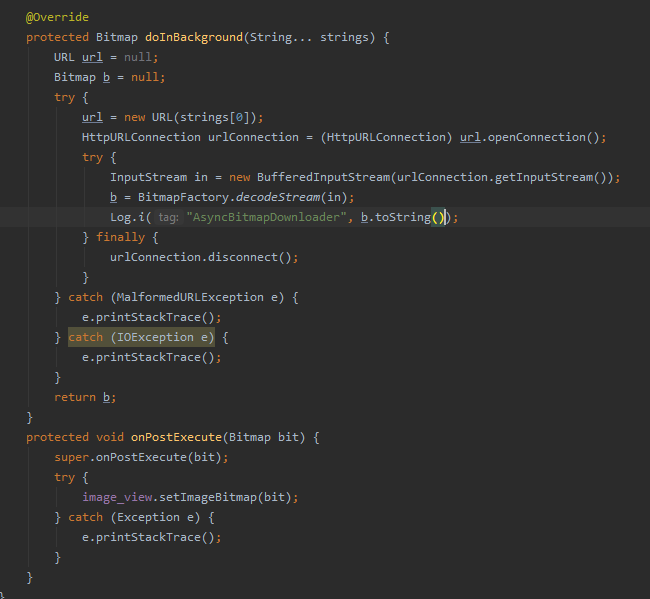 @Override
protected Bitmap doInBackground(String... strings) {
URL url = null;
Bitmap b = null;
try {
url = new URL(strings[0]);
HttpURLConnection urlConnection = (HttpURLConnection) url.openConnection();
try {
InputStream in = new BufferedInputStream(urlConnection.getInputStream());
b = BitmapFactory.decodeStream(in);
Log.i( tag: "AsyncBitmapDownloader", b.toString());
} finally {
urlConnection.disconnect();
}
} catch (MalformedURLException e) {
e.printStackTrace();
} catch (IOException e) {
e.printStackTrace();
}
return b;
}
protected void onPostExecute(Bitmap bit) {
super.onPostExecute(bit);
try {
image_view.setImageBitmap(bit);
} catch (Exception e) {
e.printStackTrace();
}
}
}